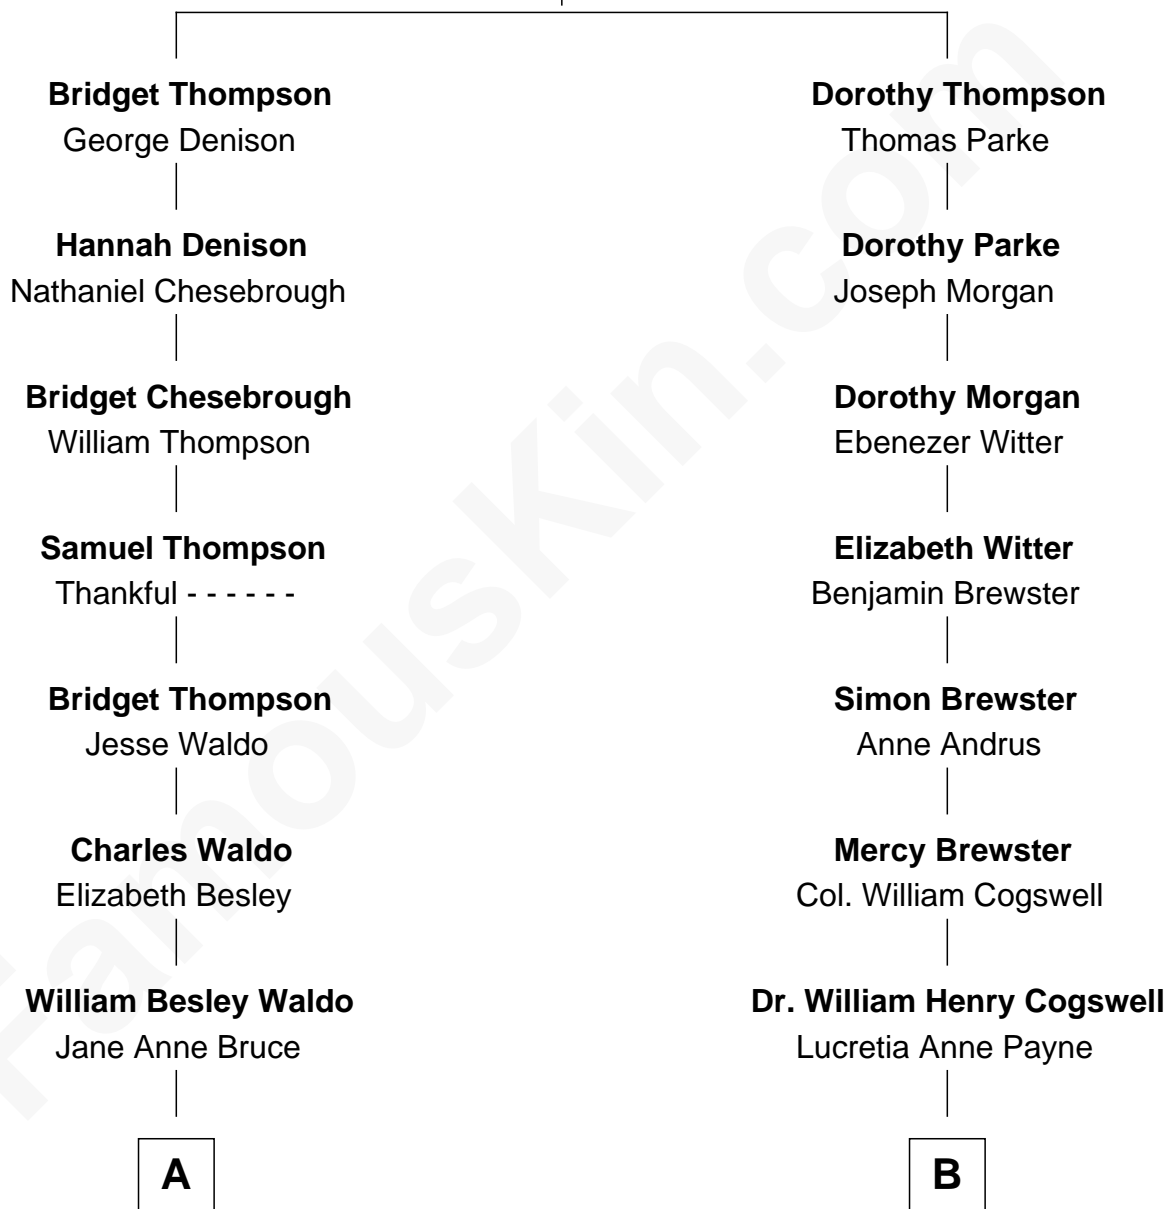 Bridget Thompson
George Denison
Hannah Denison
Nathaniel Chesebrough
Bridget Chesebrough
William Thompson
Samuel Thompson
Thankful - - - - - -
Bridget Thompson
Jesse Waldo
Charles Waldo
Elizabeth Besley
William Besley Waldo
Jane Anne Bruce
A
Dorothy Thompson
Thomas Parke
Dorothy Parke
Joseph Morgan
Dorothy Morgan
Ebenezer Witter
Elizabeth Witter
Benjamin Brewster
Simon Brewster
Anne Andrus
Mercy Brewster
Col. William Cogswell
Dr. William Henry Cogswell
Lucretia Anne Payne
B
FamousKin.com